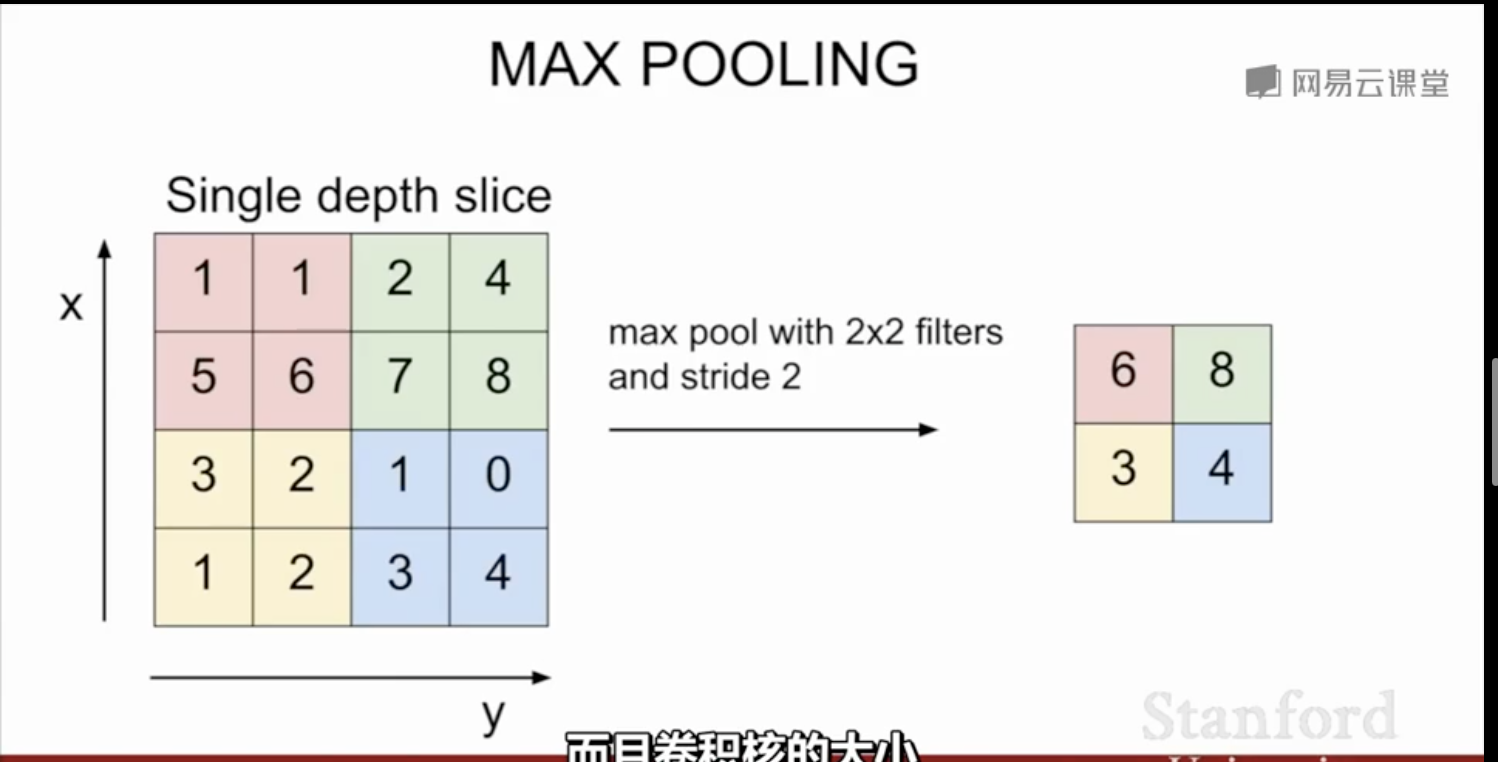 MAX POOLING
网易云课堂
Single depth slice
x
1 1 2 4
5 6 7 8
3 2 1 0
1 2 3 4
y
max pool with 2x2 filters
and stride 2
6 8
3 4
Stanford
而且卷积核的大小